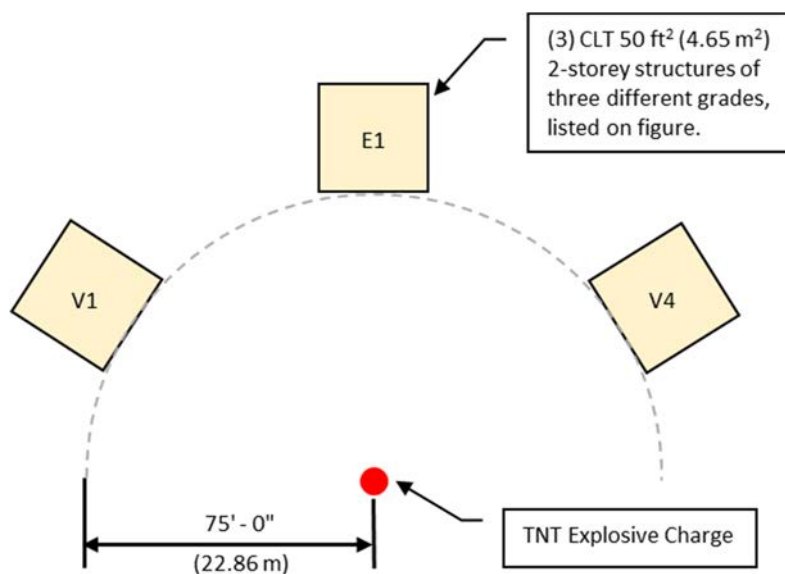 (3) CLT 50 ft² (4.65 m²)
2-storey structures of
three different grades,
listed on figure.
E1
V1
V4
75' - 0"
(22.86 m)
TNT Explosive Charge